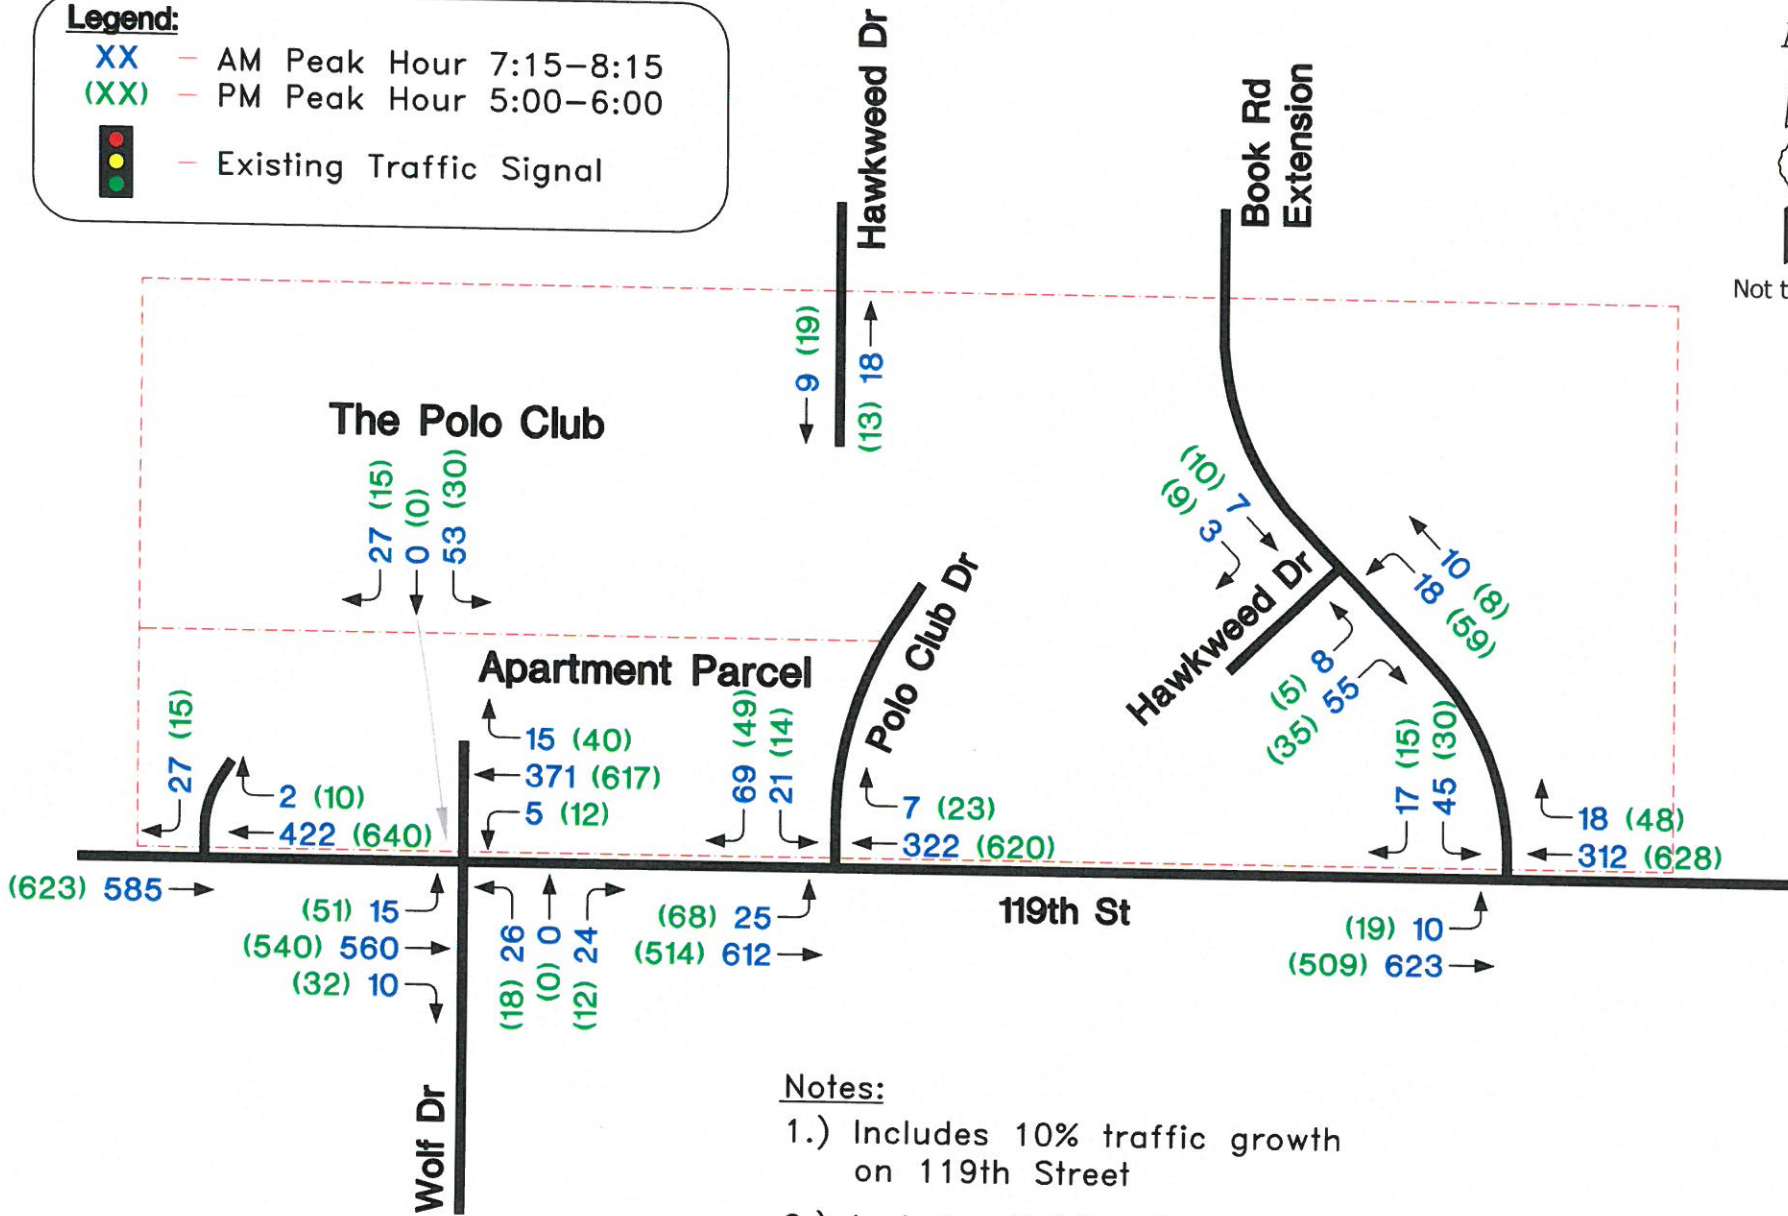 Legend:
XX - AM Peak Hour 7:15-8:15
(XX) - PM Peak Hour 5:00-6:00
- Existing Traffic Signal
Hawkweed Dr
Book Rd
Extension
Not t
9 (19)
(13) 18
The Polo Club
27 (15)
0 (0)
53 (30)
(10) 7
(9) 3
10 (8)
18 (59)
Hawkweed Dr
(5) 8
(35) 55
Apartment Parcel
Polo Club Dr
27 (15)
2 (10)
422 (640)
15 (40)
371 (617)
5 (12)
69 (49)
21 (14)
7 (23)
322 (620)
17 (15)
45 (30)
18 (48)
312 (628)
(623) 585
(51) 15
(540) 560
(32) 10
(18) 26
(0) 0
(12) 24
(68) 25
(514) 612
119th St
(19) 10
(509) 623
Wolf Dr
Notes:
1.) Includes 10% traffic growth
on 119th Street